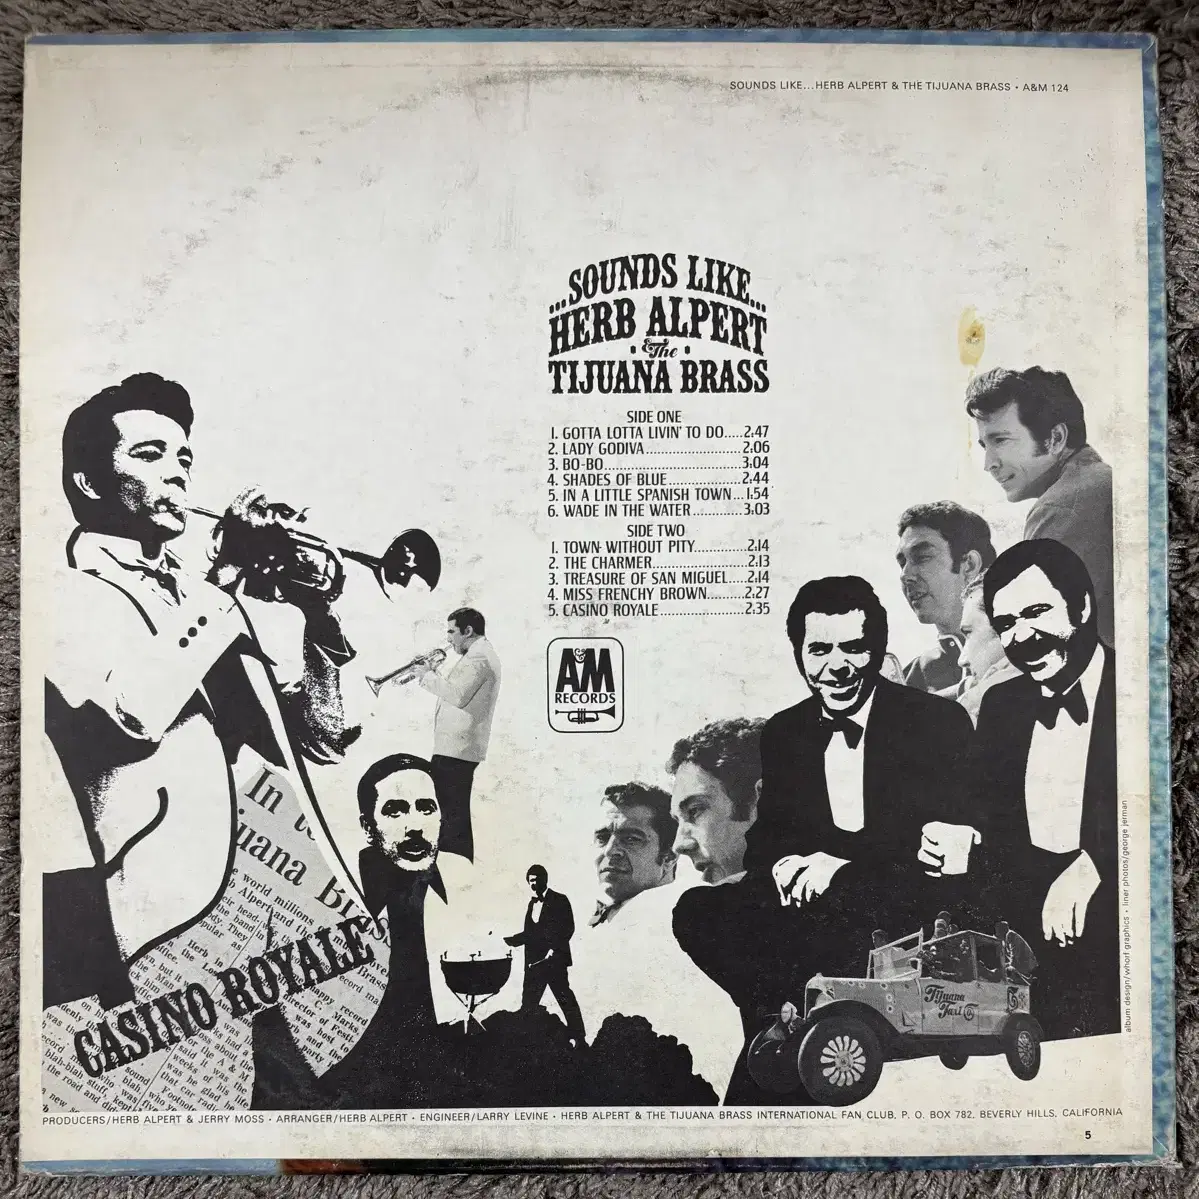 SOUNDS LIKE...HERB ALPERT & THE TIJUANA BRASS • A&M 124
...SOUNDS LIKE...
HERB ALPERT
• & The •
TIJUANA BRASS
SIDE ONE
1. GOTTA LOTTA LIVIN' TO DO.....2:47
2. LADY GODIVA.........................2:06
3. BO-BO....................................3:04
4. SHADES OF BLUE...................2:44
5. IN A LITTLE SPANISH TOWN...1:54
6. WADE IN THE WATER.............3:03
SIDE TWO
1. TOWN WITHOUT PITY..............2:14
2. THE CHARMER.........................2:13
3. TREASURE OF SAN MIGUEL....2:14
4. MISS FRENCHY BROWN.........2:27
5. CASINO ROYALE......................2:35
A&M
RECORDS
CASINO ROYALE
Tijuana
Taxi Co.
album design/whorf graphics • liner photos/george jerman
PRODUCERS/HERB ALPERT & JERRY MOSS • ARRANGER/HERB ALPERT • ENGINEER/LARRY LEVINE • HERB ALPERT & THE TIJUANA BRASS INTERNATIONAL FAN CLUB, P. O. BOX 782, BEVERLY HILLS, CALIFORNIA
5